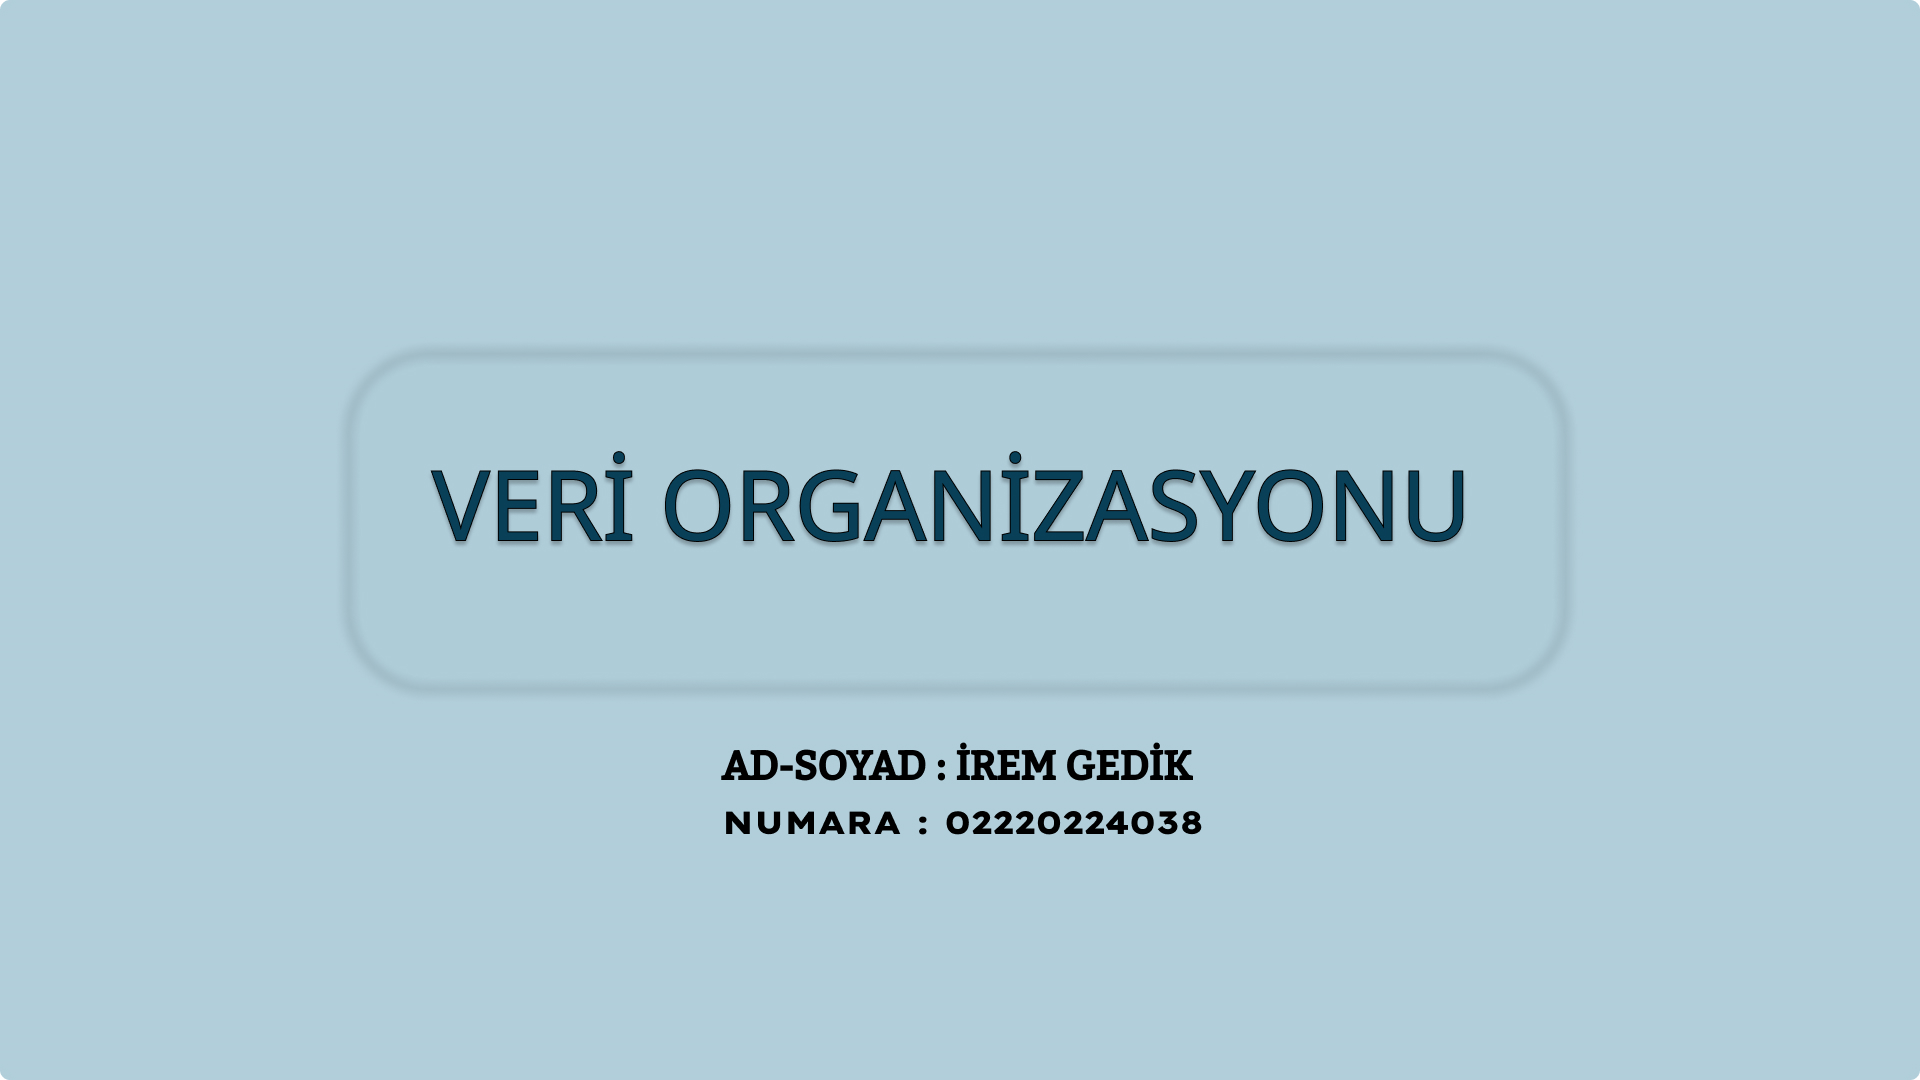 VERİ ORGANİZASYONU
AD-SOYAD : İREM GEDİK
NUMARA : 02220224038